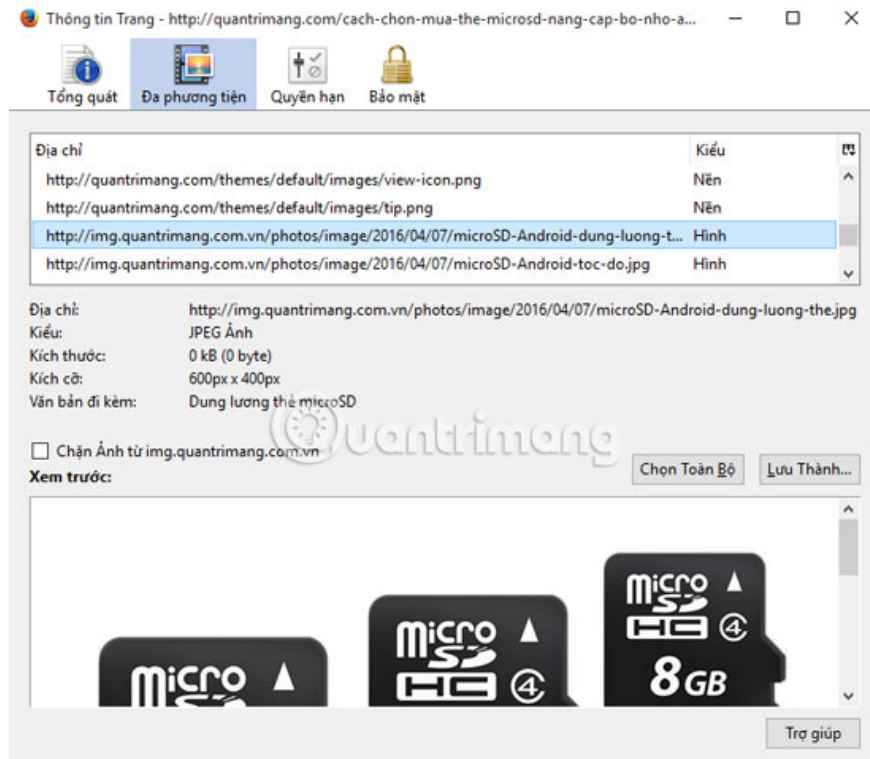 Thông tin Trang - http://quantrimang.com/cach-chon-mua-the-microsd-nang-cap-bo-nho-a...
Tổng quát Đa phương tiện Quyền hạn Bảo mật
Địa chỉ Kiểu
http://quantrimang.com/themes/default/images/view-icon.png Nền
http://quantrimang.com/themes/default/images/tip.png Nền
http://img.quantrimang.com.vn/photos/image/2016/04/07/microSD-Android-dung-luong-t... Hình
http://img.quantrimang.com.vn/photos/image/2016/04/07/microSD-Android-toc-do.jpg Hình
Địa chỉ: http://img.quantrimang.com.vn/photos/image/2016/04/07/microSD-Android-dung-luong-the.jpg
Kiểu: JPEG Ảnh
Kích thước: 0 kB (0 byte)
Kích cỡ: 600px x 400px
Văn bản đi kèm: Dung lương thẻ microSD
Quantrimang
Chặn Ảnh từ img.quantrimang.com.vn
Chọn Toàn Bộ Lưu Thành...
Xem trước:
micro SD HC 4 8 GB
micro SD HC 4
micro SD
Trợ giúp